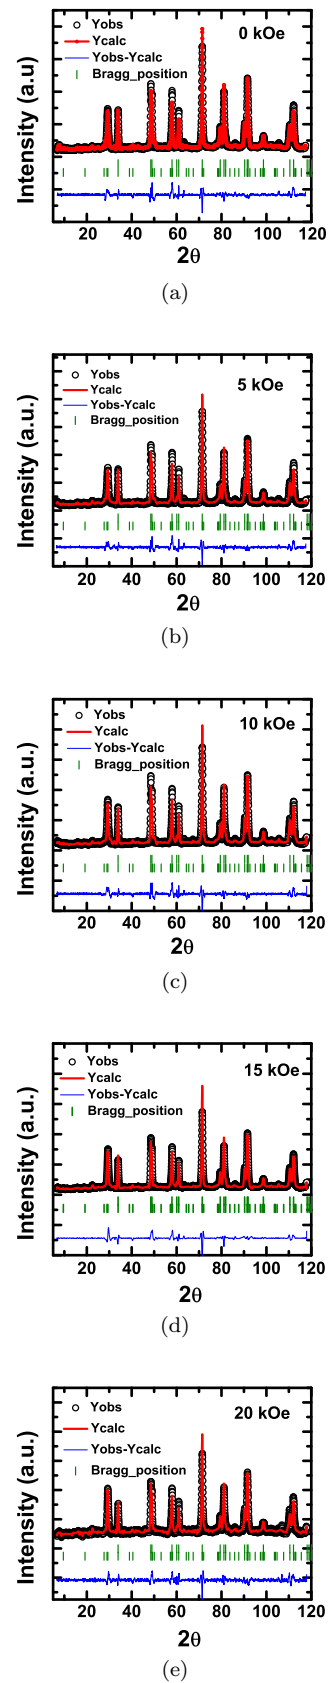 Yobs
0 kOe
Ycalc
Yobs-Ycalc
Bragg_position
Intensity (a.u)
20 40 60 80 100 120
2θ
(a)
Yobs
5 kOe
Ycalc
Yobs-Ycalc
Bragg_position
Intensity (a.u.)
20 40 60 80 100 120
2θ
(b)
Yobs
10 kOe
Ycalc
Yobs-Ycalc
Bragg_position
Intensity (a.u.)
20 40 60 80 100 120
2θ
(c)
Yobs
15 kOe
Ycalc
Yobs-Ycalc
Bragg_position
Intensity (a.u.)
20 40 60 80 100 120
2θ
(d)
Yobs
20 kOe
Ycalc
Yobs-Ycalc
Bragg_position
Intensity (a.u.)
20 40 60 80 100 120
2θ
(e)